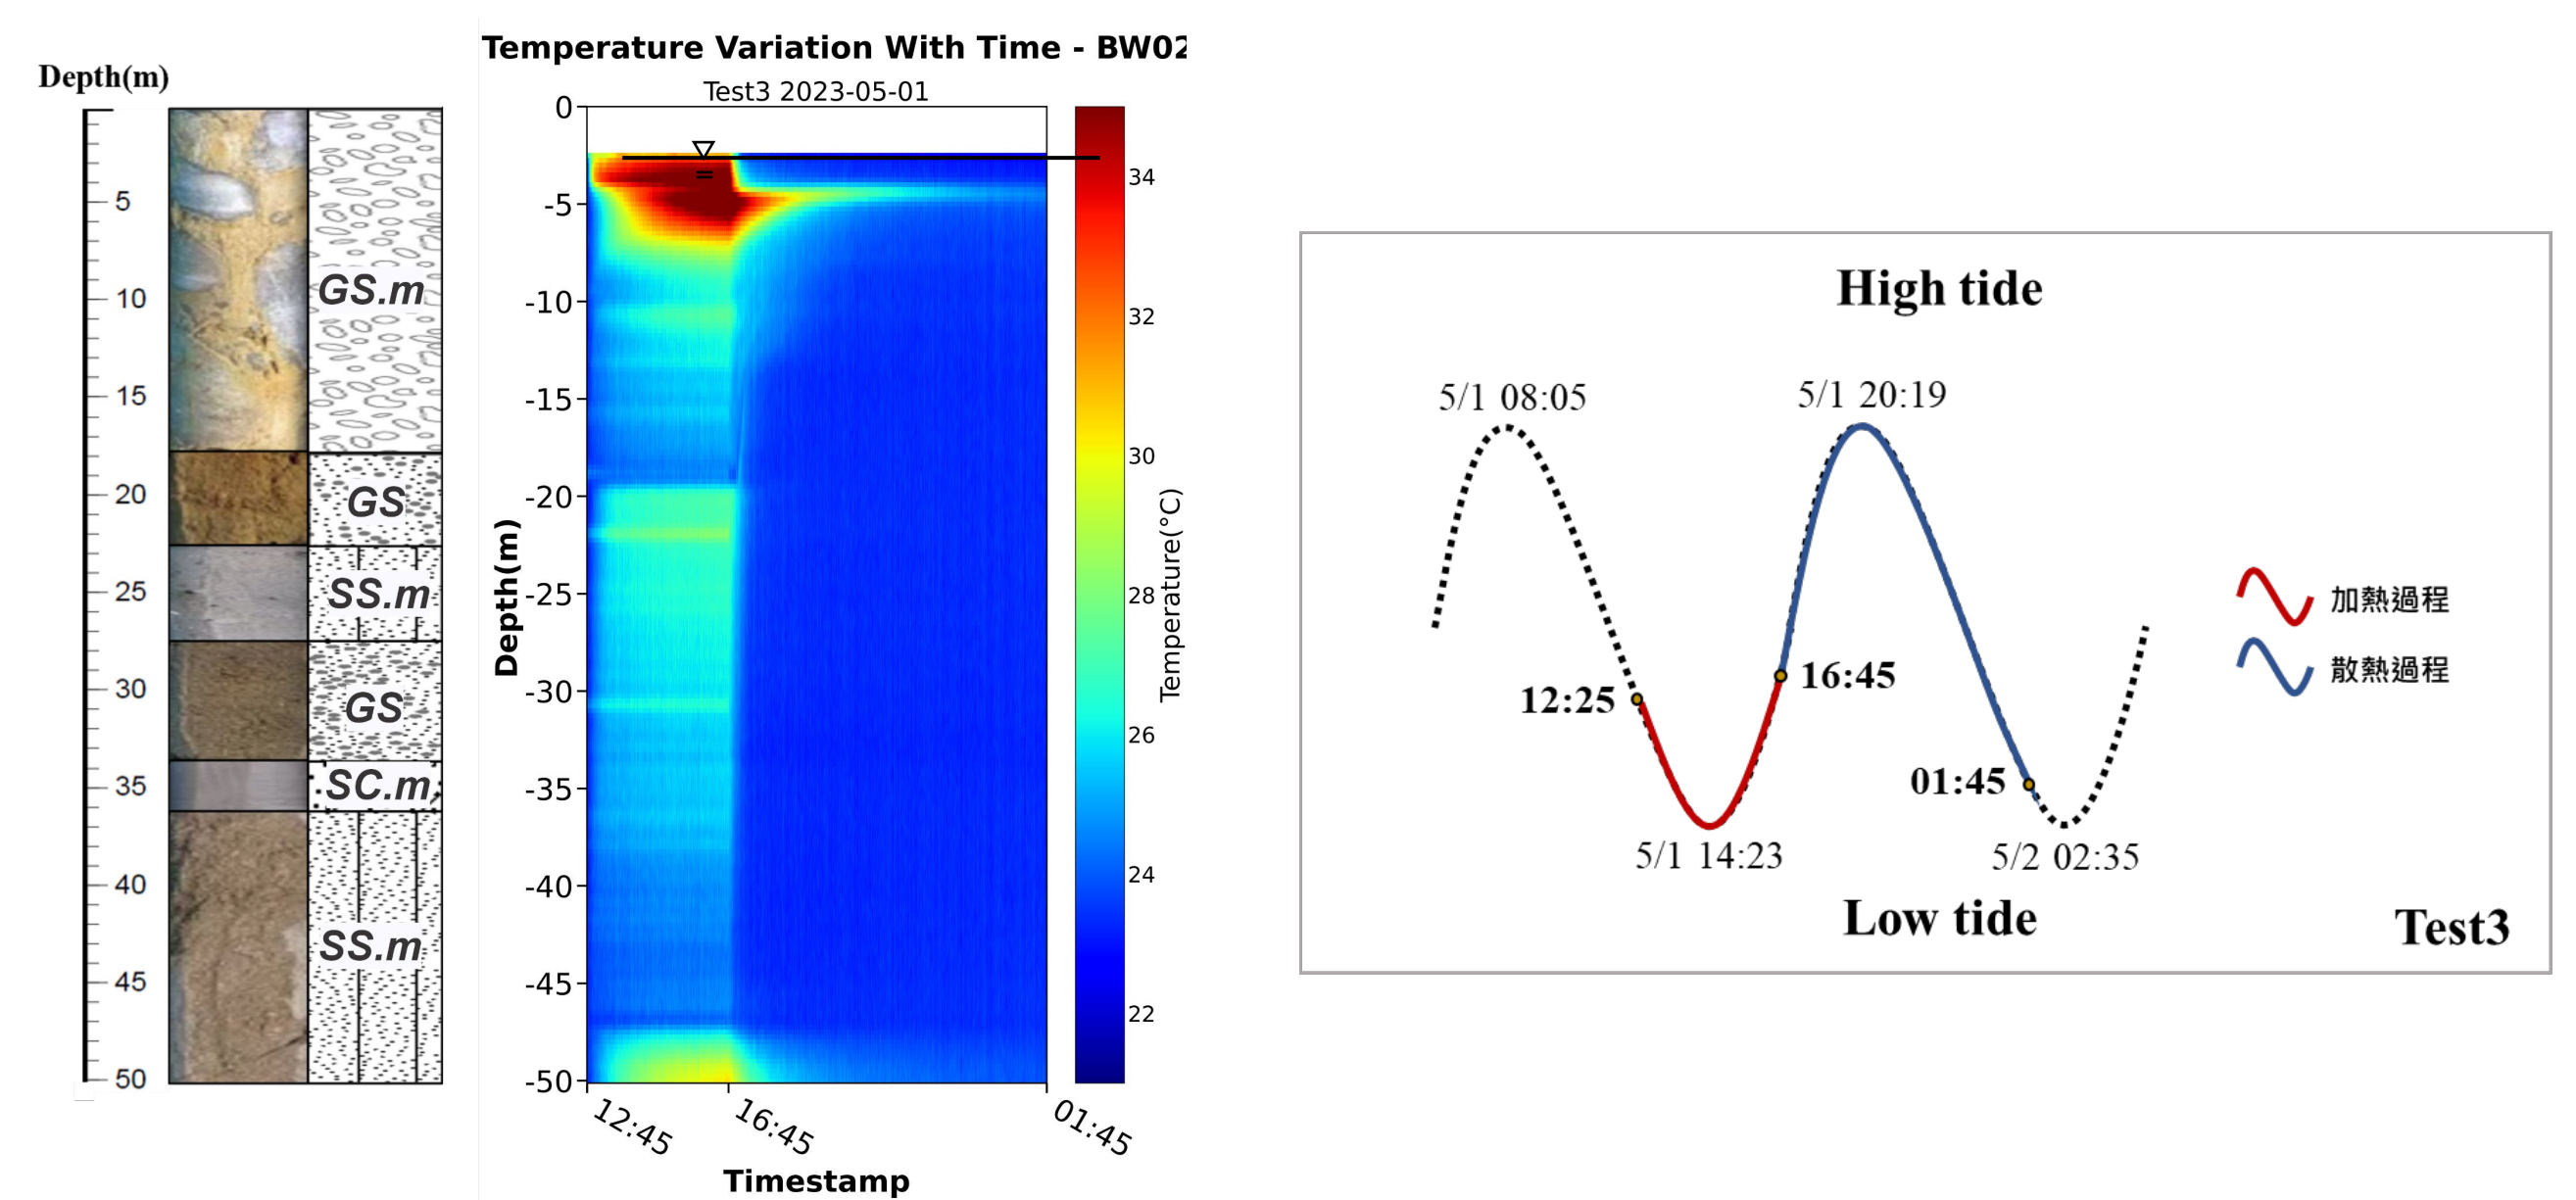 Depth(m)
5
10
15
20
25
30
35
40
45
50
GS.m
GS
SS.m
GS
SC.m
SS.m
Temperature Variation With Time - BW02
Test3 2023-05-01
0
-5
-10
-15
-20
-25
-30
-35
-40
-45
-50
Depth(m)
12:45
16:45
01:45
Timestamp
34
32
30
28
26
24
22
Temperature(°C)
High tide
5/1 08:05
5/1 20:19
12:25
16:45
01:45
5/1 14:23
5/2 02:35
Low tide
加熱過程
散熱過程
Test3